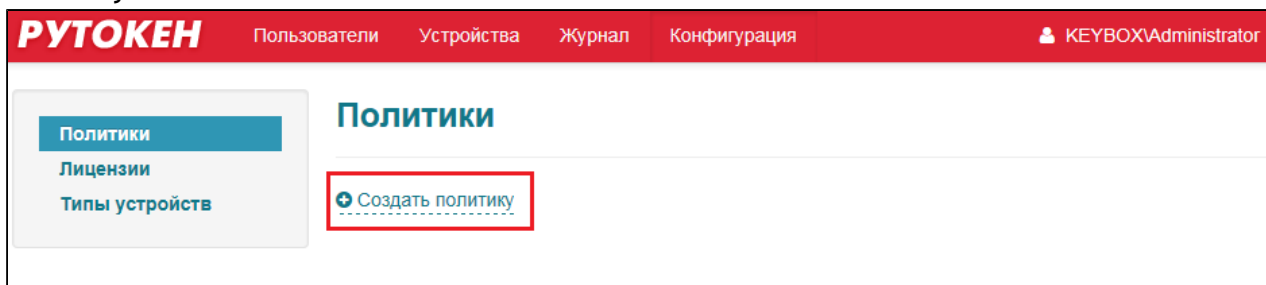 РУТОКЕН Пользователи Устройства Журнал Конфигурация KEYBOX\Administrator
Политики
Политики
Лицензии
Типы устройств
Создать политику